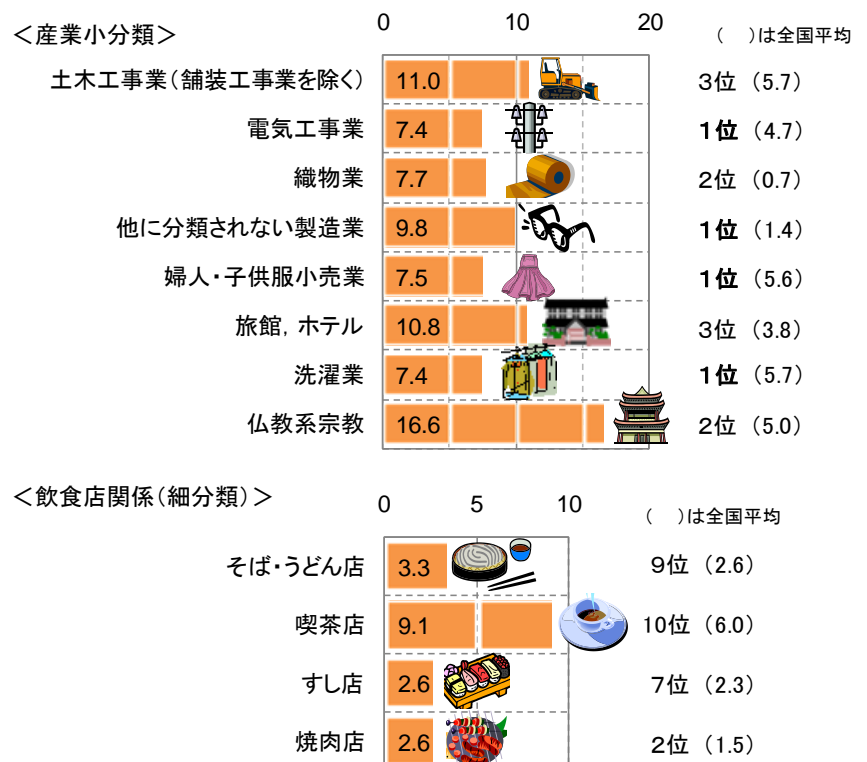 ＜産業小分類＞ 0 10 20 (　)は全国平均
土木工事業(舗装工事業を除く) 11.0 3位 (5.7)
電気工事業 7.4 1位 (4.7)
織物業 7.7 2位 (0.7)
他に分類されない製造業 9.8 1位 (1.4)
婦人・子供服小売業 7.5 1位 (5.6)
旅館，ホテル 10.8 3位 (3.8)
洗濯業 7.4 1位 (5.7)
仏教系宗教 16.6 2位 (5.0)
＜飲食店関係(細分類)＞ 0 5 10 (　)は全国平均
そば・うどん店 3.3 9位 (2.6)
喫茶店 9.1 10位 (6.0)
すし店 2.6 7位 (2.3)
焼肉店 2.6 2位 (1.5)